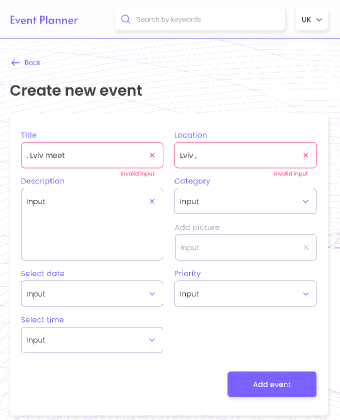 Event Planner
Search by keywords
UK
Back
Create new event
Title
Location
. Lviv meet
Lviv ,
Invalid input
Invalid input
Description
Category
Input
Input
Add picture
Input
Select date
Priority
Input
Input
Select time
Input
Add event